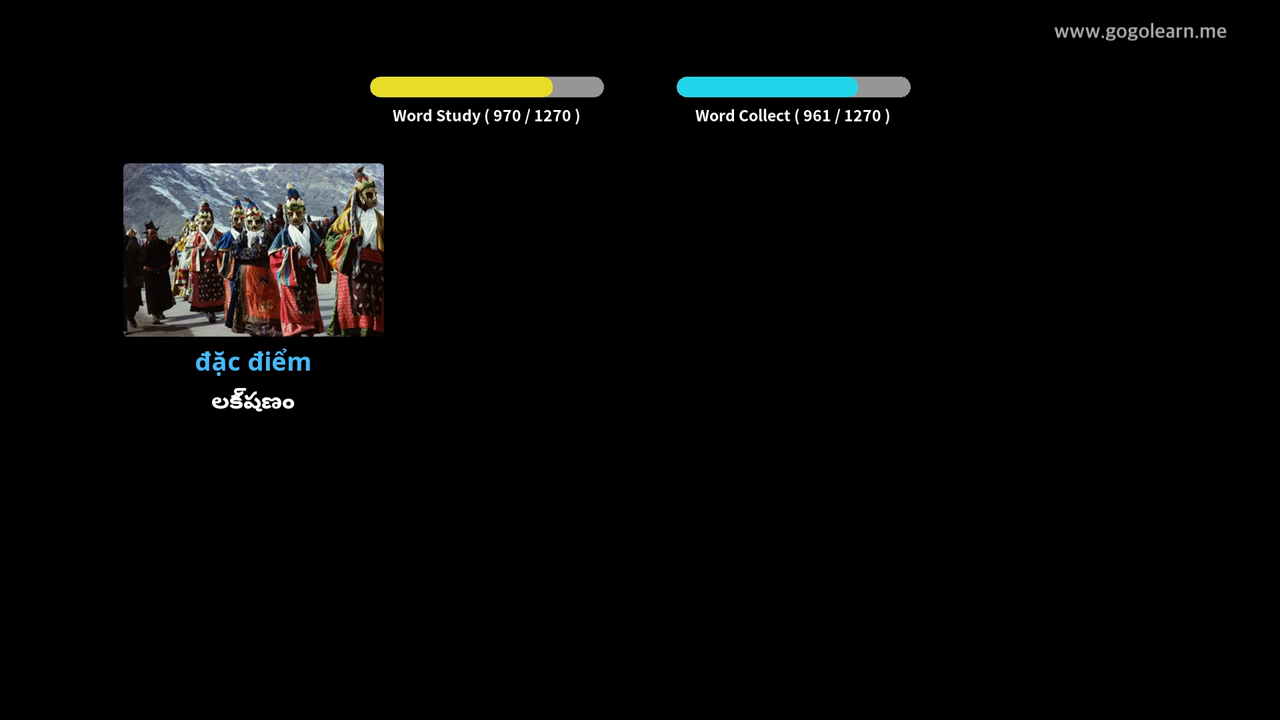 www.gogolearn.me
Word Study ( 970 / 1270 )
Word Collect ( 961 / 1270 )
đặc điểm
లక్‌షణం